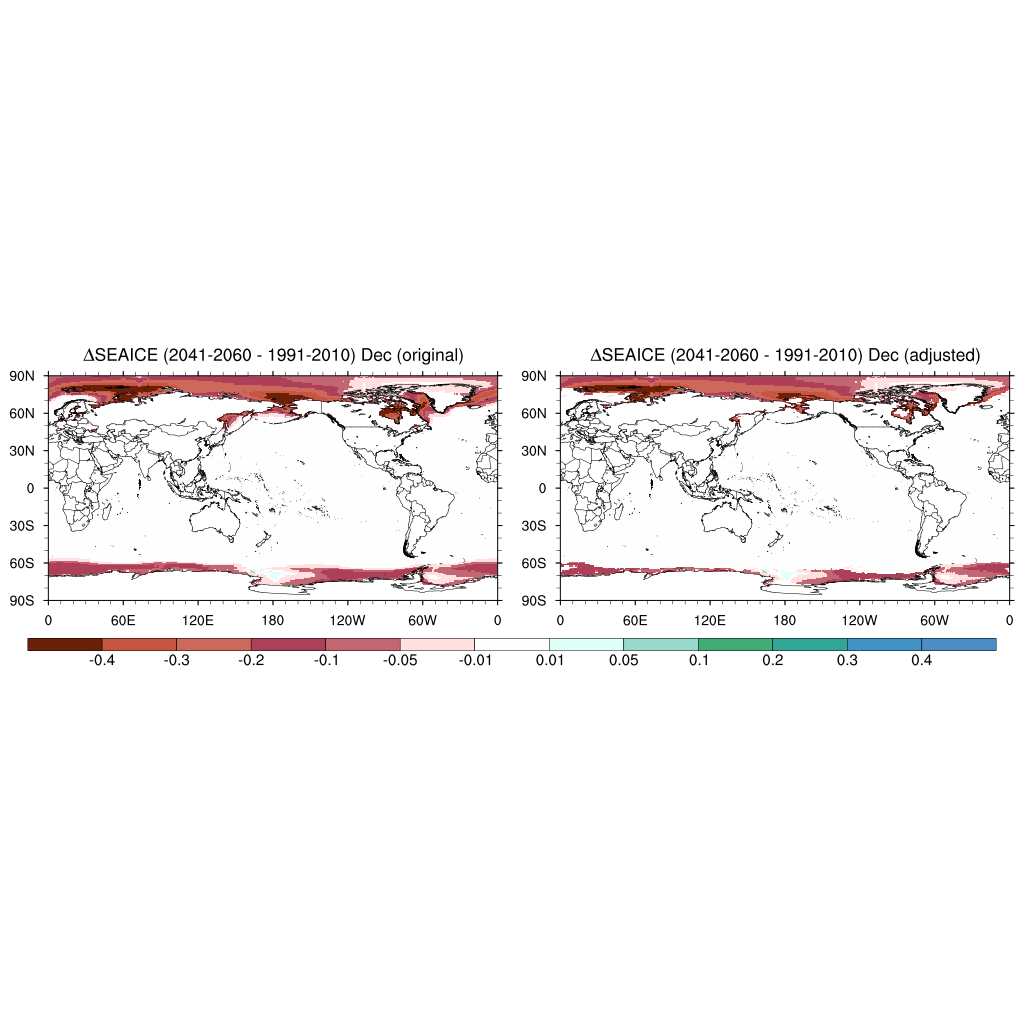 ΔSEAICE (2041-2060 - 1991-2010) Dec (original)
ΔSEAICE (2041-2060 - 1991-2010) Dec (adjusted)
90N
60N
30N
0
30S
60S
90S
0 60E 120E 180 120W 60W 0
90N
60N
30N
0
30S
60S
90S
0 60E 120E 180 120W 60W 0
-0.4 -0.3 -0.2 -0.1 -0.05 -0.01 0.01 0.05 0.1 0.2 0.3 0.4